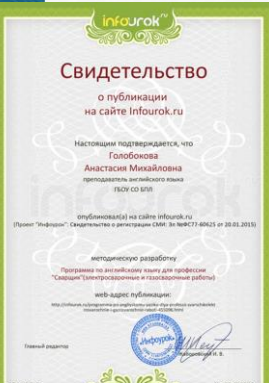 infourok™
Свидетельство
о публикации
на сайте Infourok.ru
Настоящим подтверждается, что
Голобокова
Анастасия Михайловна
преподаватель английского языка
ГБОУ СО БПЛ
опубликовал(а) на сайте infourok.ru
(Проект "Инфоурок". Свидетельство о регистрации СМИ: Эл №ФС77-60625 от 20.01.2015)
методическую разработку
Программа по английскому языку для профессии
"Сварщик"(электросварочные и газосварочные работы)
web-адрес публикации:
Главный редактор
"Инфоурок"
И. В.